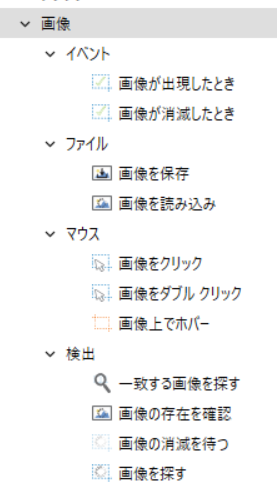 画像
イベント
画像が出現したとき
画像が消滅したとき
ファイル
画像を保存
画像を読み込み
マウス
画像をクリック
画像をダブル クリック
画像上でホバー
検出
一致する画像を探す
画像の存在を確認
画像の消滅を待つ
画像を探す